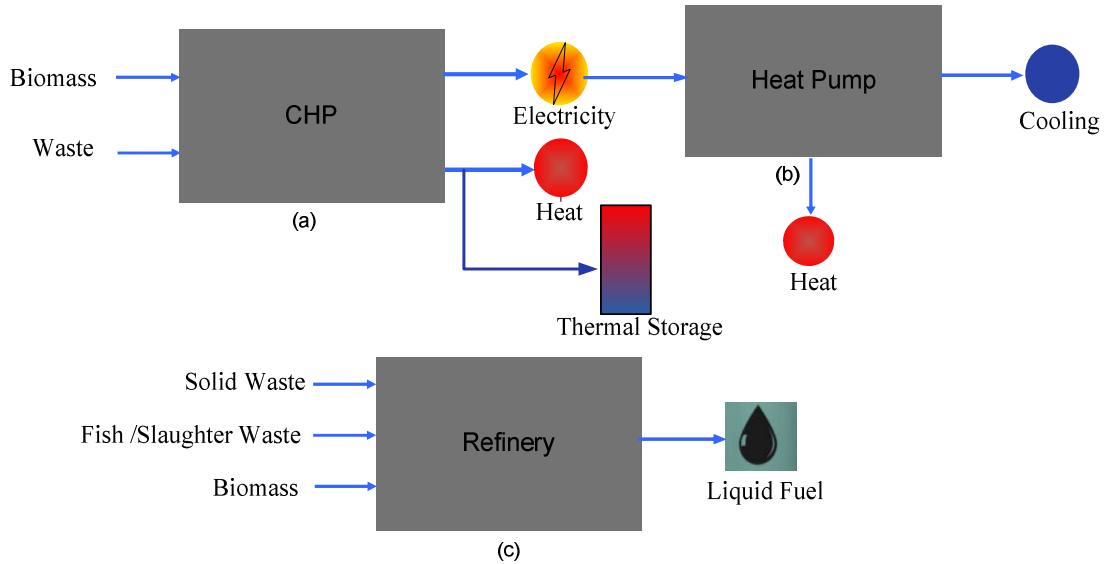 Biomass
Waste
CHP
(a)
Electricity
Heat
Thermal Storage
Heat Pump
(b)
Cooling
Heat
Solid Waste
Fish /Slaughter Waste
Biomass
Refinery
(c)
Liquid Fuel